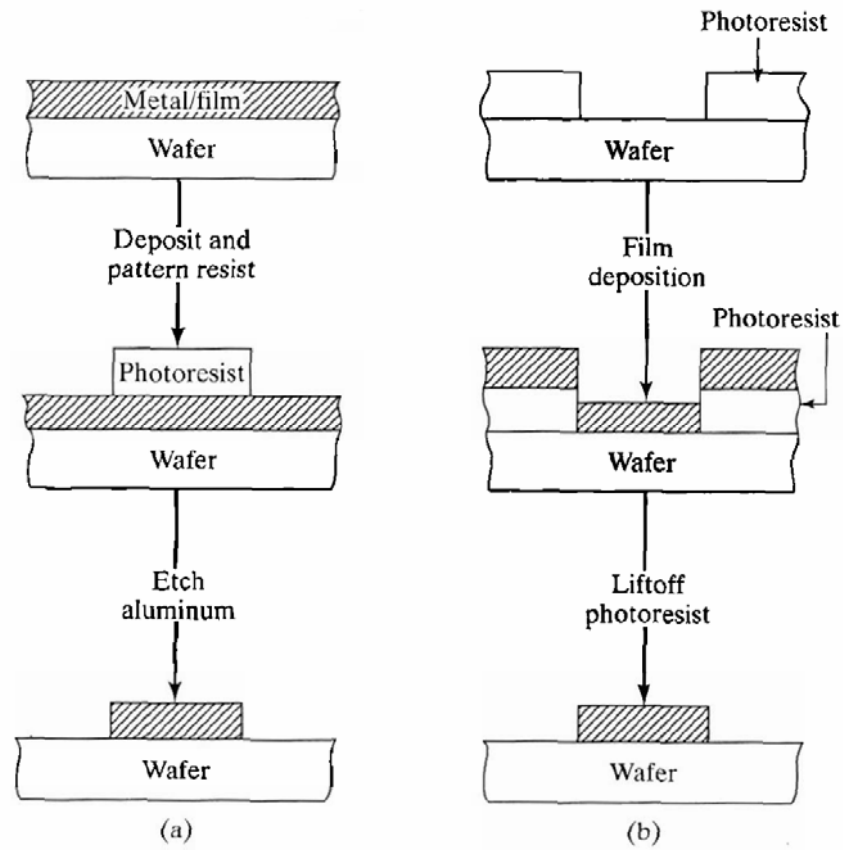 Metal/film
Wafer
Deposit and
pattern resist
Photoresist
Wafer
Etch
aluminum
Wafer
(a)
Photoresist
Wafer
Film
deposition
Photoresist
Wafer
Liftoff
photoresist
Wafer
(b)